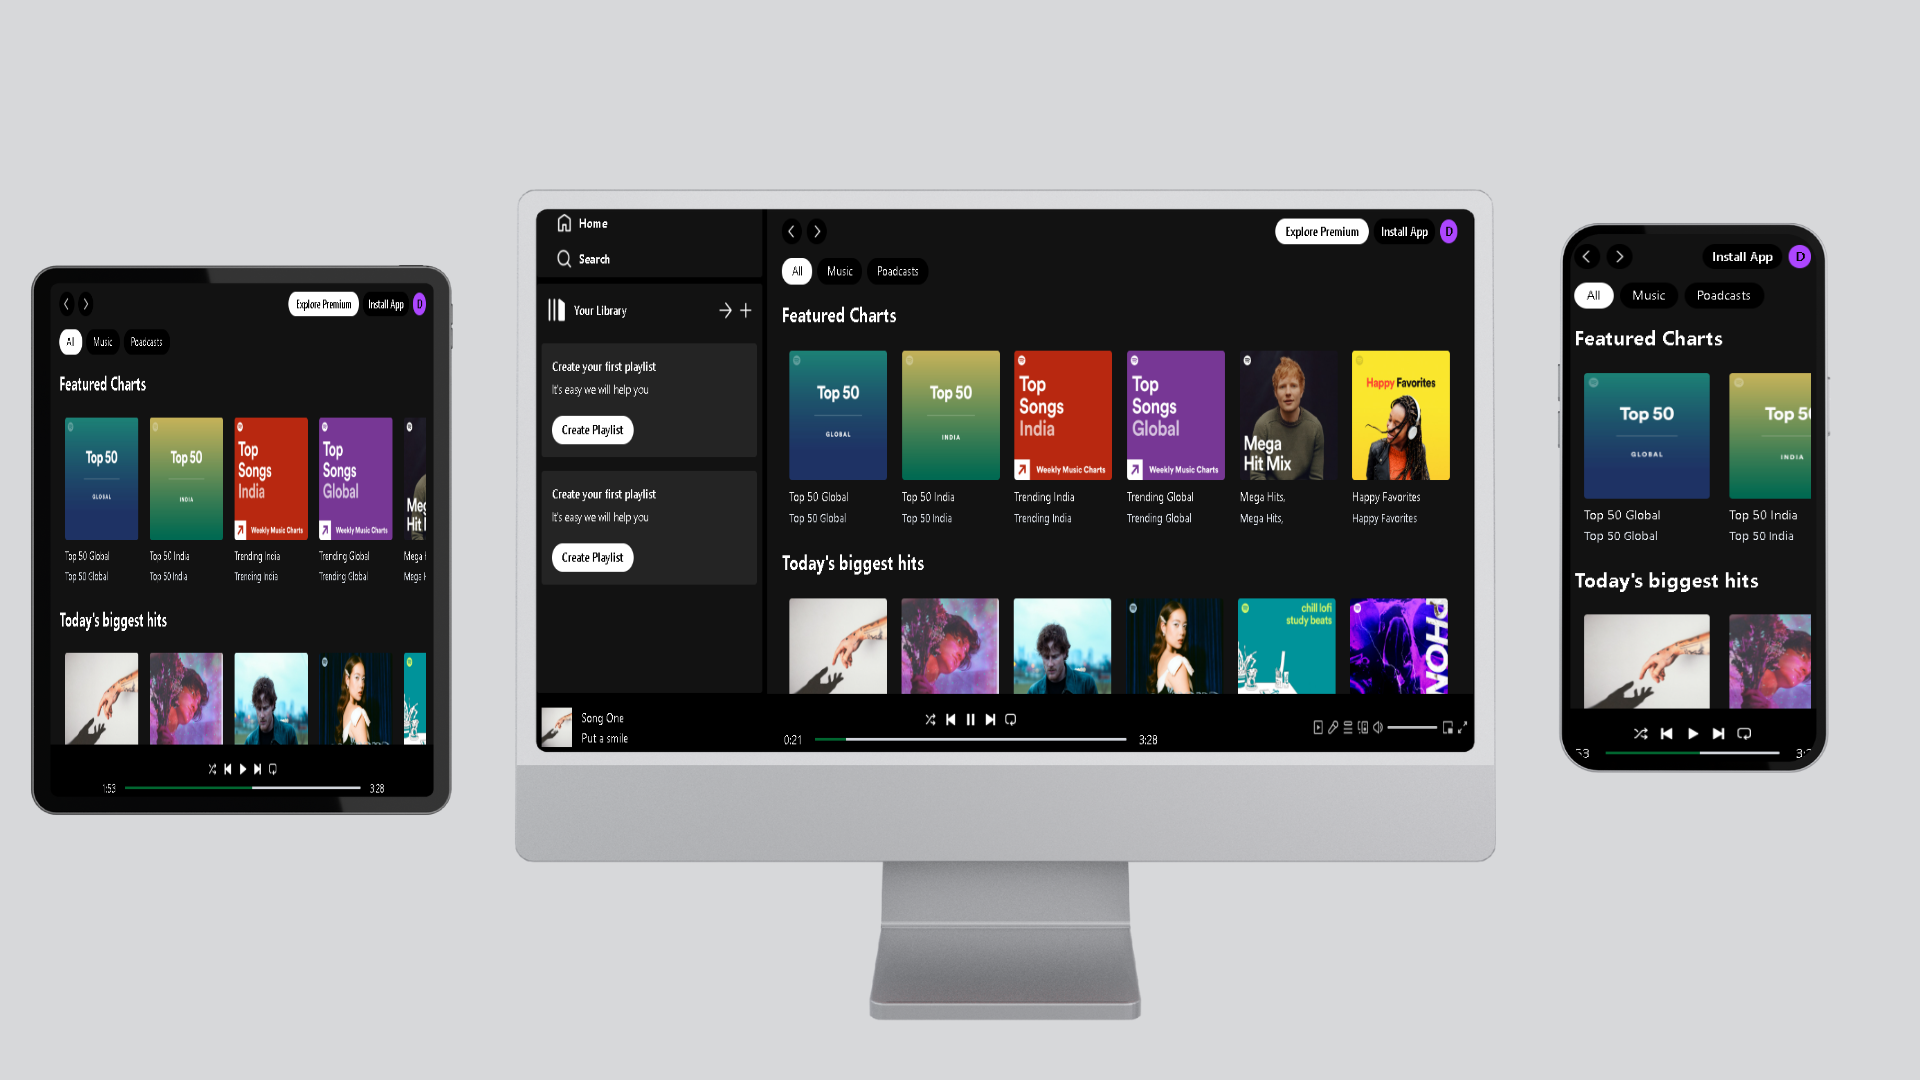 Explore Premium
Install App
D
All
Music
Poadcasts
Featured Charts
Top 50
GLOBAL
Top 50
INDIA
Top
Songs
India
Weekly Music Charts
Top
Songs
Global
Weekly Music Charts
Top 50 Global
Top 50 India
Trending India
Trending Global
Mega
Top 50 Global
Top 50 India
Trending India
Trending Global
Mega
Today's biggest hits
1:53
3:28
Home
Search
Your Library
Create your first playlist
It's easy we will help you
Create Playlist
Create your first playlist
It's easy we will help you
Create Playlist
Explore Premium
Install App
D
All
Music
Poadcasts
Featured Charts
Top 50
GLOBAL
Top 50
INDIA
Top
Songs
India
Weekly Music Charts
Top
Songs
Global
Weekly Music Charts
Mega
Hit Mix
Happy Favorites
Top 50 Global
Top 50 India
Trending India
Trending Global
Mega Hits,
Happy Favorites
Top 50 Global
Top 50 India
Trending India
Trending Global
Mega Hits,
Happy Favorites
Today's biggest hits
chill lofi
study beats
Song One
Put a smile
0:21
3:28
Install App
D
All
Music
Poadcasts
Featured Charts
Top 50
GLOBAL
Top 50
INDIA
Top 50 Global
Top 50 India
Top 50 Global
Top 50 India
Today's biggest hits